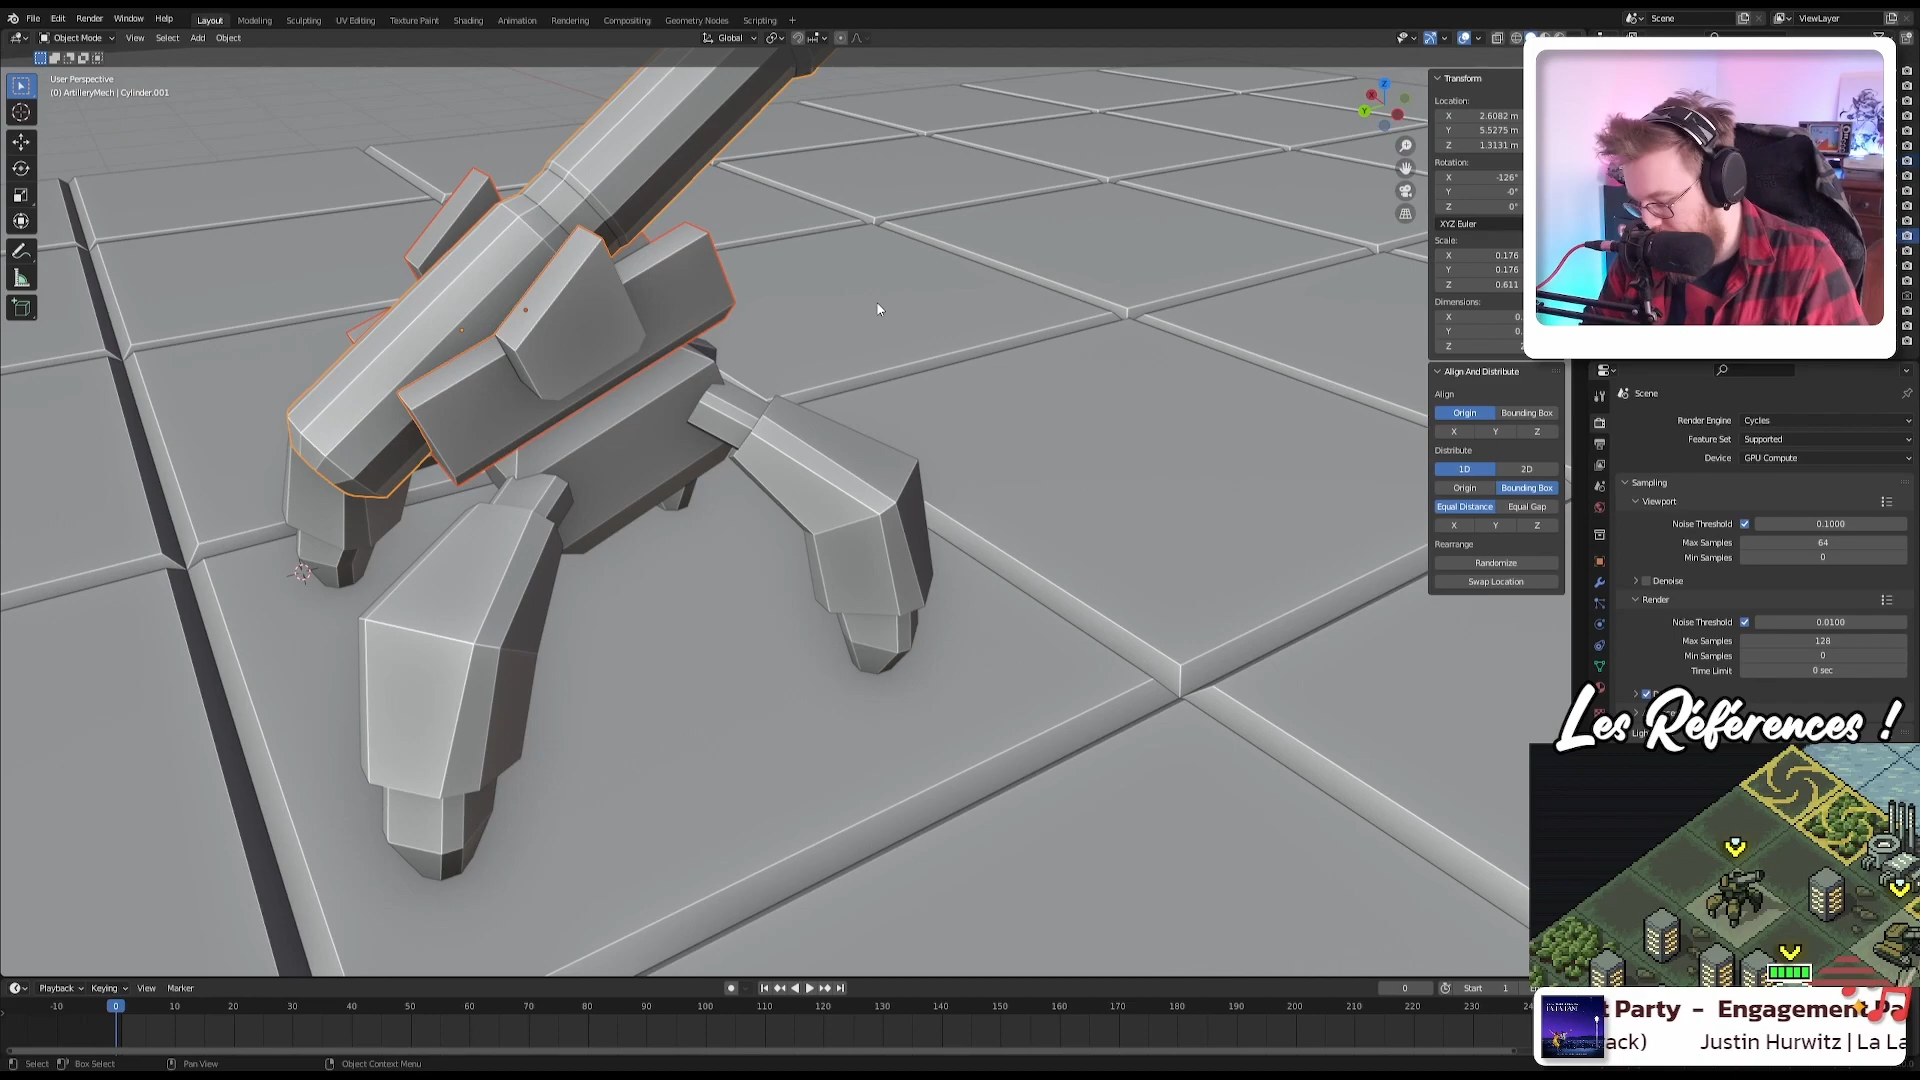 File Edit Render Window Help Layout Modeling Sculpting UV Editing Texture Paint Shading Animation Rendering Compositing Geometry Nodes Scripting + Scene ViewLayer
Object Mode View Select Add Object Global
User Perspective
(0) ArtilleryMech | Cylinder.001
Transform
Location:
X 2.6082 m
Y 5.5275 m
Z 1.3131 m
Rotation:
X -126°
Y -0°
Z 0°
XYZ Euler
Scale:
X 0.176
Y 0.176
Z 0.611
Dimensions:
X 0.
Y 0.
Z
Align And Distribute
Align
Origin Bounding Box
X Y Z
Distribute
1D 2D
Origin Bounding Box
Equal Distance Equal Gap
X Y Z
Rearrange
Randomize
Swap Location
Scene
Render Engine Cycles
Feature Set Supported
Device GPU Compute
Sampling
Viewport
Noise Threshold 0.1000
Max Samples 64
Min Samples 0
Denoise
Render
Noise Threshold 0.0100
Max Samples 128
Min Samples 0
Time Limit 0 sec
Les Références !
Playback Keying View Marker 0 Start 1
-10 0 10 20 30 40 50 60 70 80 90 100 110 120 130 140 150 160 170 180 190 200 210 220 230
t Party - Engagement Pa
ack) Justin Hurwitz | La La
Select Box Select Pan View Object Context Menu